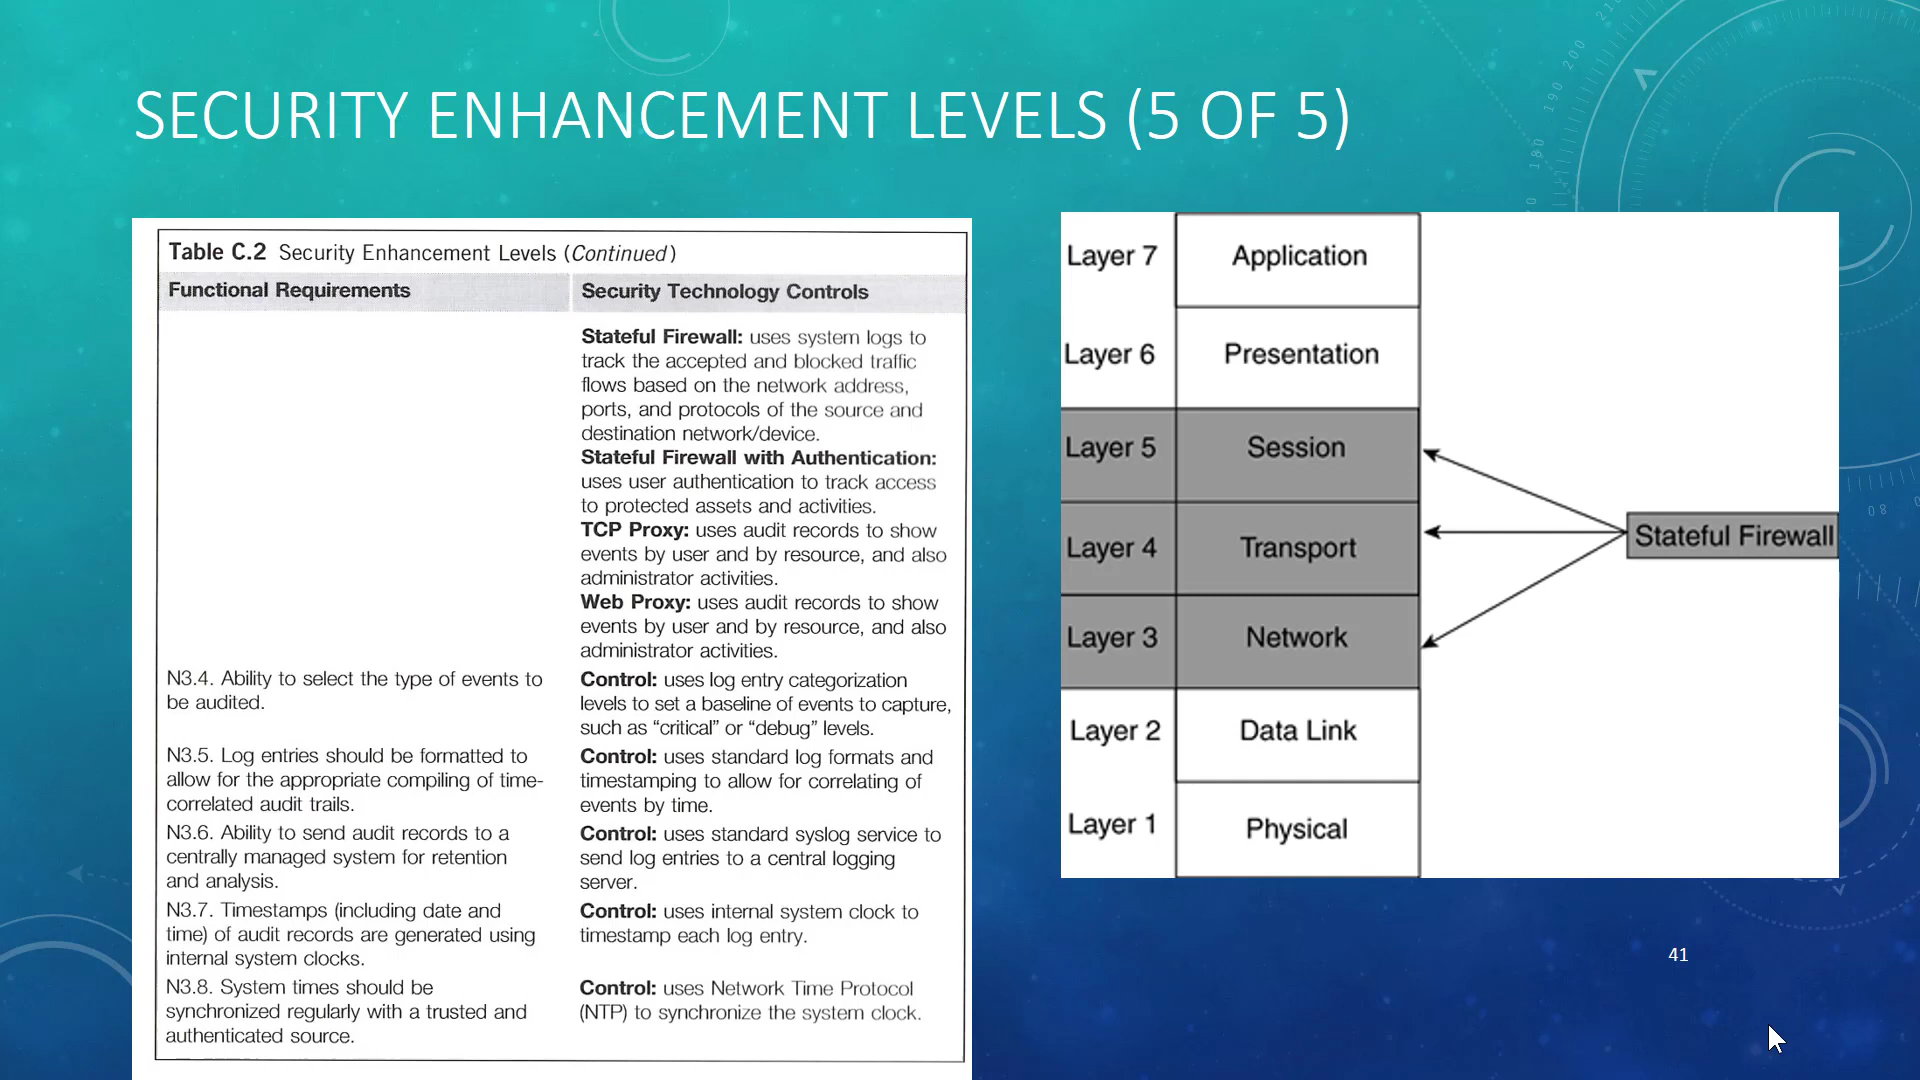 SECURITY ENHANCEMENT LEVELS (5 OF 5)
Table C.2 Security Enhancement Levels (Continued)
Functional Requirements
Security Technology Controls
Stateful Firewall: uses system logs to
track the accepted and blocked traffic
flows based on the network address,
ports, and protocols of the source and
destination network/device.
Stateful Firewall with Authentication:
uses user authentication to track access
to protected assets and activities.
TCP Proxy: uses audit records to show
events by user and by resource, and also
administrator activities.
Web Proxy: uses audit records to show
events by user and by resource, and also
administrator activities.
N3.4. Ability to select the type of events to
be audited.
Control: uses log entry categorization
levels to set a baseline of events to capture,
such as “critical” or “debug” levels.
N3.5. Log entries should be formatted to
allow for the appropriate compiling of time-
correlated audit trails.
Control: uses standard log formats and
timestamping to allow for correlating of
events by time.
N3.6. Ability to send audit records to a
centrally managed system for retention
and analysis.
Control: uses standard syslog service to
send log entries to a central logging
server.
N3.7. Timestamps (including date and
time) of audit records are generated using
internal system clocks.
Control: uses internal system clock to
timestamp each log entry.
N3.8. System times should be
synchronized regularly with a trusted and
authenticated source.
Control: uses Network Time Protocol
(NTP) to synchronize the system clock.
Layer 7 Application
Layer 6 Presentation
Layer 5 Session
Layer 4 Transport
Layer 3 Network
Layer 2 Data Link
Layer 1 Physical
Stateful Firewall
41